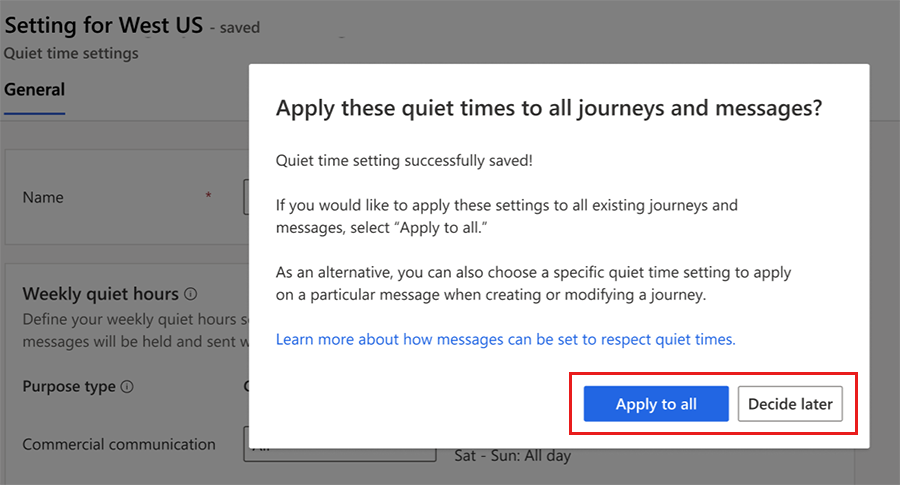 Setting for West US - saved
Quiet time settings
General
Apply these quiet times to all journeys and messages?
Quiet time setting successfully saved!
Name *
If you would like to apply these settings to all existing journeys and
messages, select “Apply to all.”
As an alternative, you can also choose a specific quiet time setting to apply
on a particular message when creating or modifying a journey.
Weekly quiet hours
Define your weekly quiet hours
messages will be held and sent
Learn more about how messages can be set to respect quiet times.
Purpose type
Apply to all Decide later
Commercial communication
Sat - Sun: All day